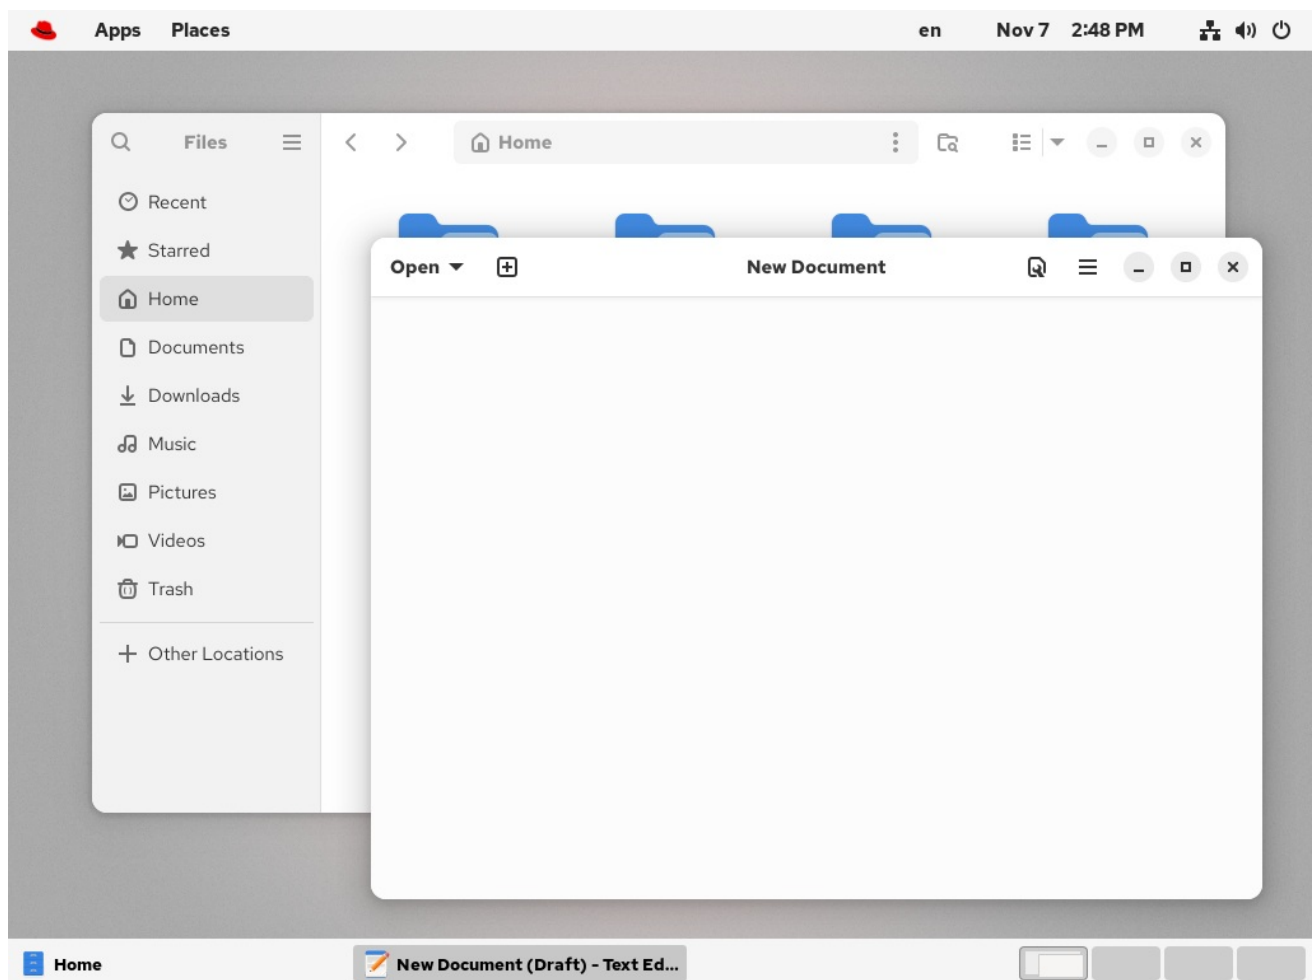 Apps Places en Nov 7 2:48 PM
Files Home
Recent
Starred
Home
Documents
Downloads
Music
Pictures
Videos
Trash
Other Locations
Open New Document
Home New Document (Draft) - Text Ed...